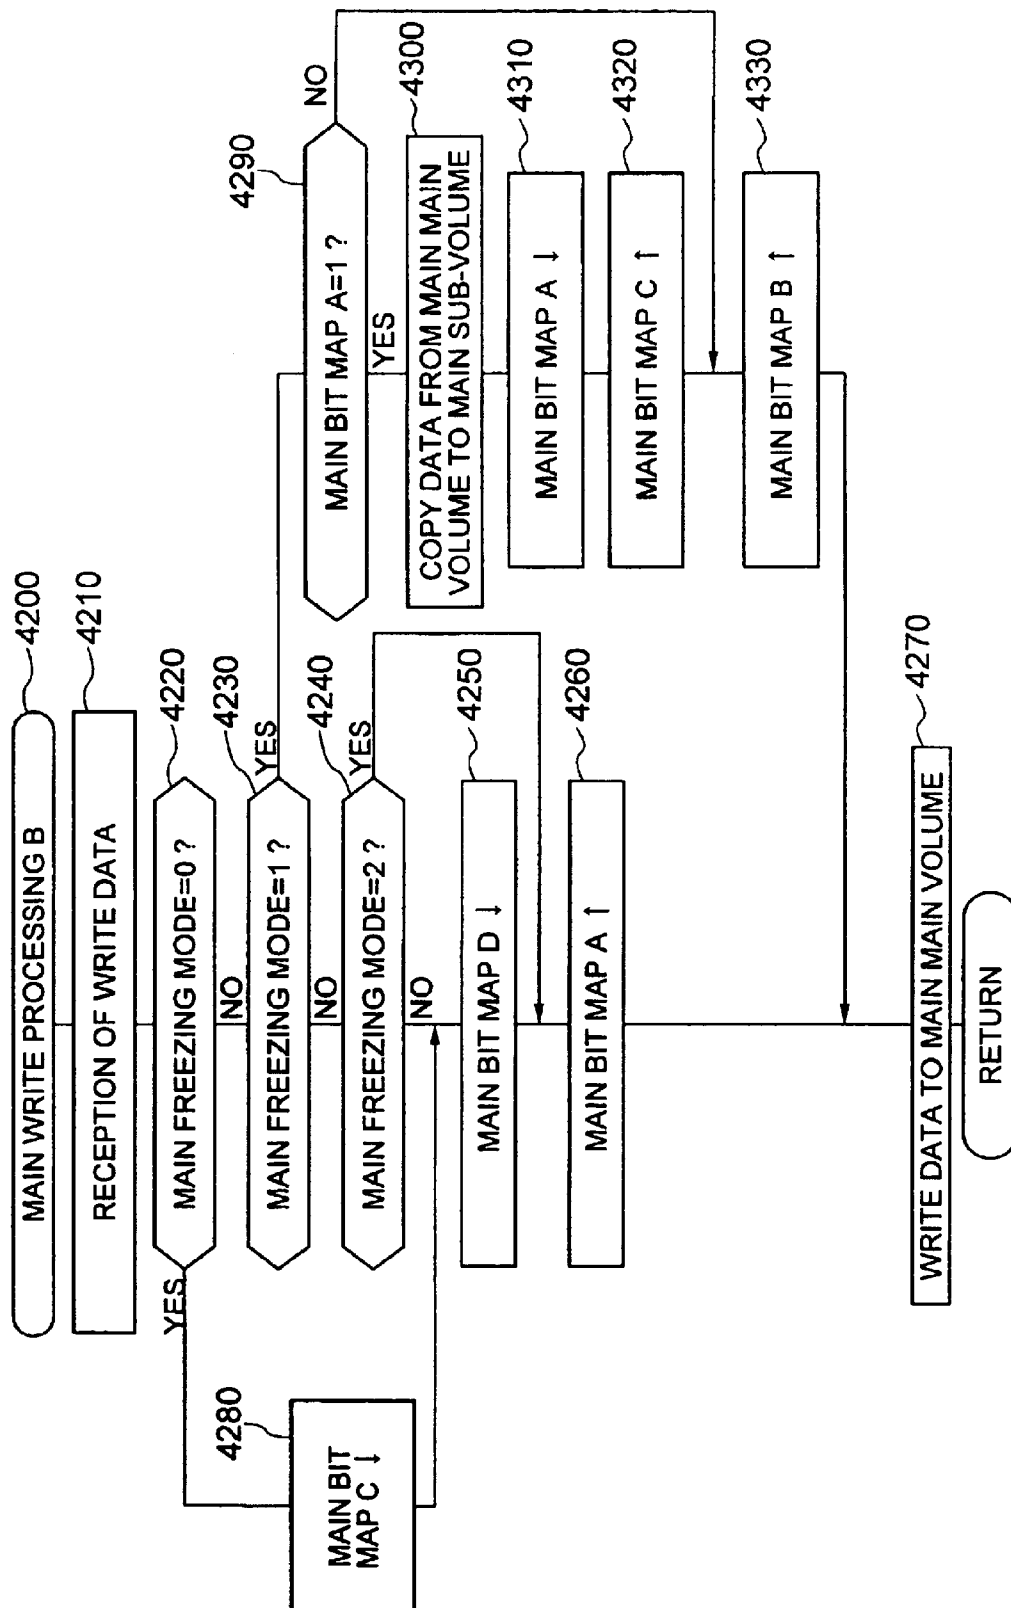 MAIN WRITE PROCESSING B
4200
RECEPTION OF WRITE DATA
4210
MAIN FREEZING MODE=0 ?
4220
YES
NO
MAIN FREEZING MODE=1 ?
4230
YES
NO
MAIN FREEZING MODE=2 ?
4240
YES
NO
4280
MAIN BIT
MAP C ↓
MAIN BIT MAP D ↓
4250
MAIN BIT MAP A ↑
4260
4290
MAIN BIT MAP A=1 ?
NO
YES
4300
COPY DATA FROM MAIN MAIN
VOLUME TO MAIN SUB-VOLUME
MAIN BIT MAP A ↓
4310
MAIN BIT MAP C ↑
4320
MAIN BIT MAP B ↑
4330
WRITE DATA TO MAIN MAIN VOLUME
4270
RETURN